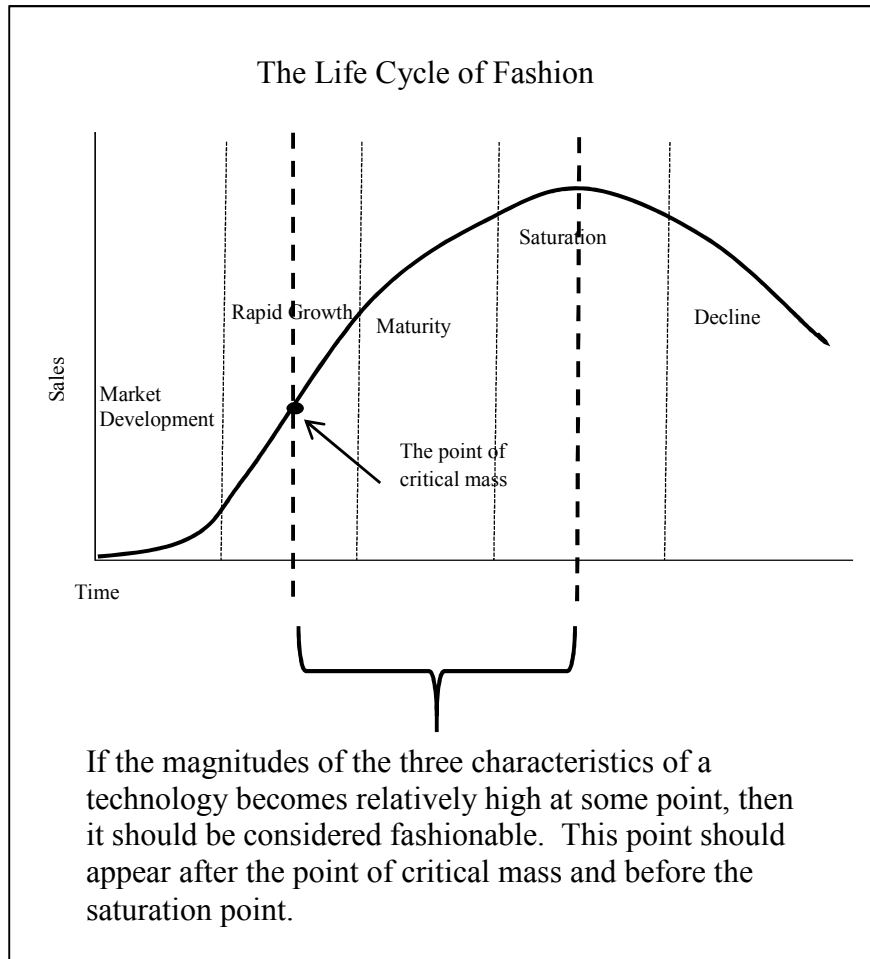 The Life Cycle of Fashion
Saturation
Rapid Growth
Maturity
Decline
Sales
Market
Development
The point of
critical mass
Time
If the magnitudes of the three characteristics of a
technology becomes relatively high at some point, then
it should be considered fashionable.  This point should
appear after the point of critical mass and before the
saturation point.